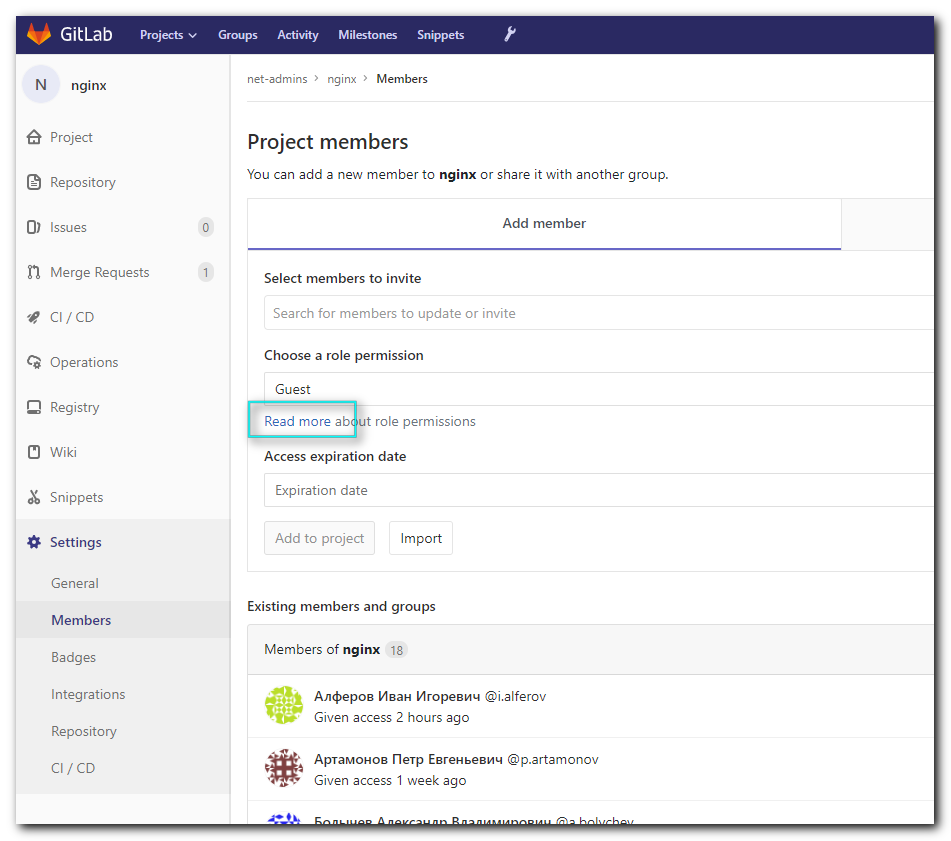 GitLab Projects Groups Activity Milestones Snippets
N nginx
Project
Repository
Issues 0
Merge Requests 1
CI / CD
Operations
Registry
Wiki
Snippets
Settings
General
Members
Badges
Integrations
Repository
CI / CD
net-admins > nginx > Members
Project members
You can add a new member to nginx or share it with another group.
Add member
Select members to invite
Search for members to update or invite
Choose a role permission
Guest
Read more about role permissions
Access expiration date
Expiration date
Add to project Import
Existing members and groups
Members of nginx 18
Алферов Иван Игоревич @i.alferov
Given access 2 hours ago
Артамонов Петр Евгеньевич @p.artamonov
Given access 1 week ago
Болычев Александр Владимирович @a.bolychev